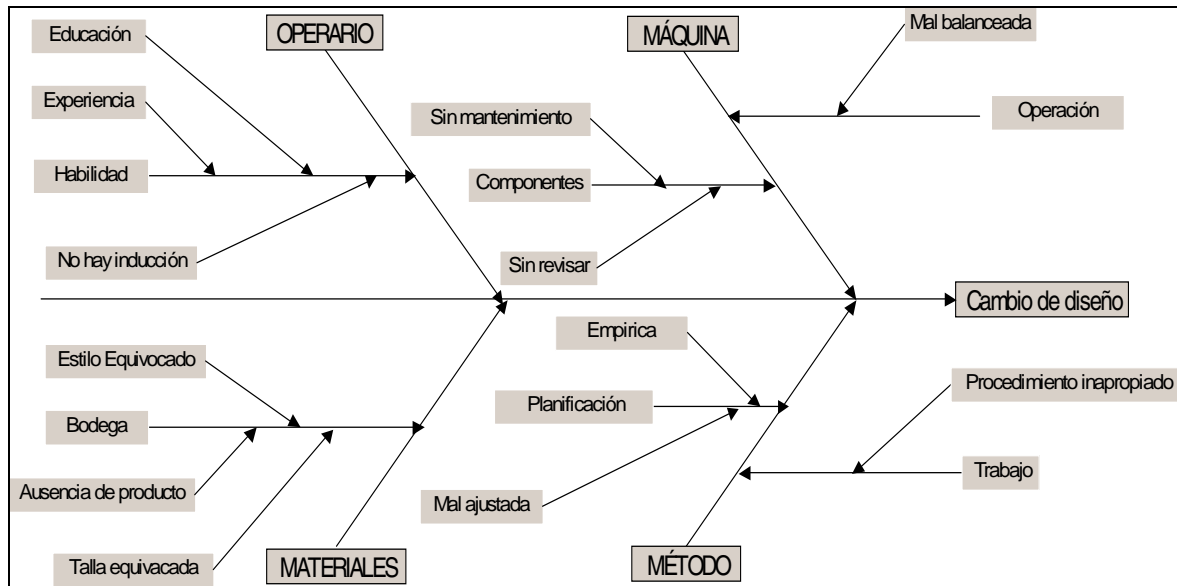 Educación
OPERARIO
MÁQUINA
Mal balanceada
Experiencia
Sin mantenimiento
Operación
Habilidad
Componentes
No hay inducción
Sin revisar
Cambio de diseño
Empirica
Estilo Equivocado
Procedimiento inapropiado
Planificación
Bodega
Trabajo
Ausencia de producto
Mal ajustada
Talla equivacada
MATERIALES
MÉTODO